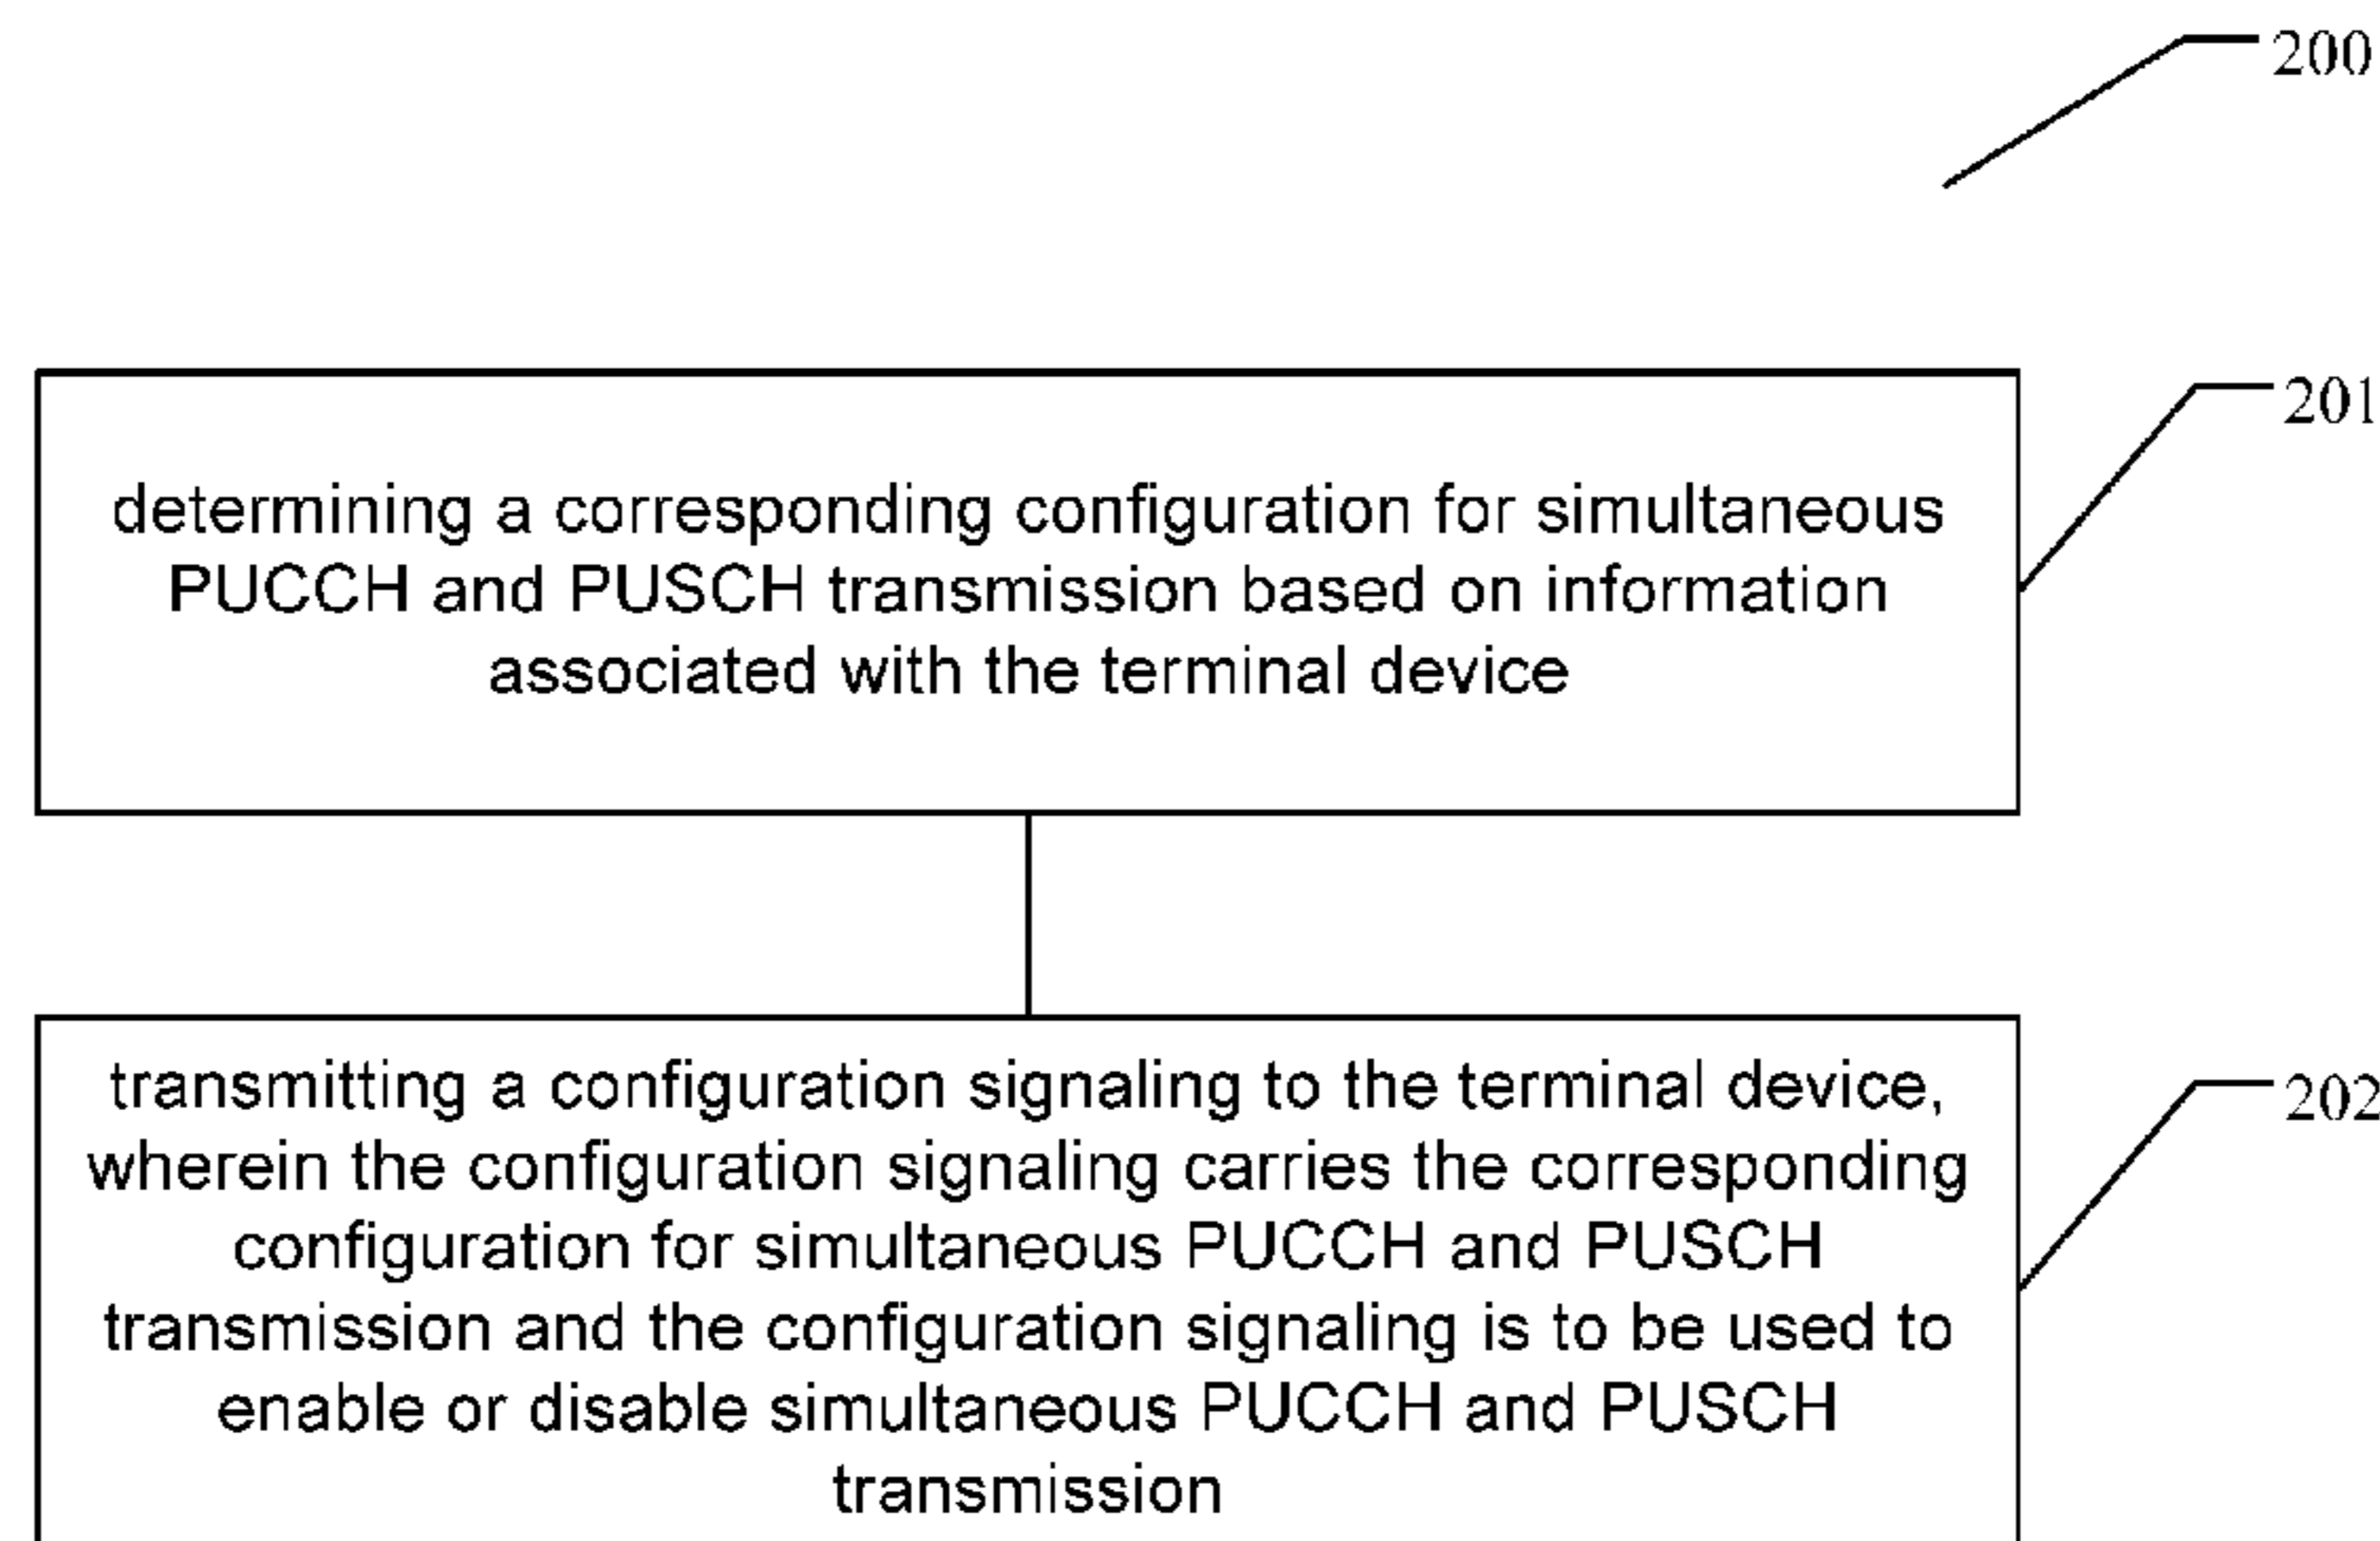 200
201
determining a corresponding configuration for simultaneous
PUCCH and PUSCH transmission based on information
associated with the terminal device
202
transmitting a configuration signaling to the terminal device,
wherein the configuration signaling carries the corresponding
configuration for simultaneous PUCCH and PUSCH
transmission and the configuration signaling is to be used to
enable or disable simultaneous PUCCH and PUSCH
transmission